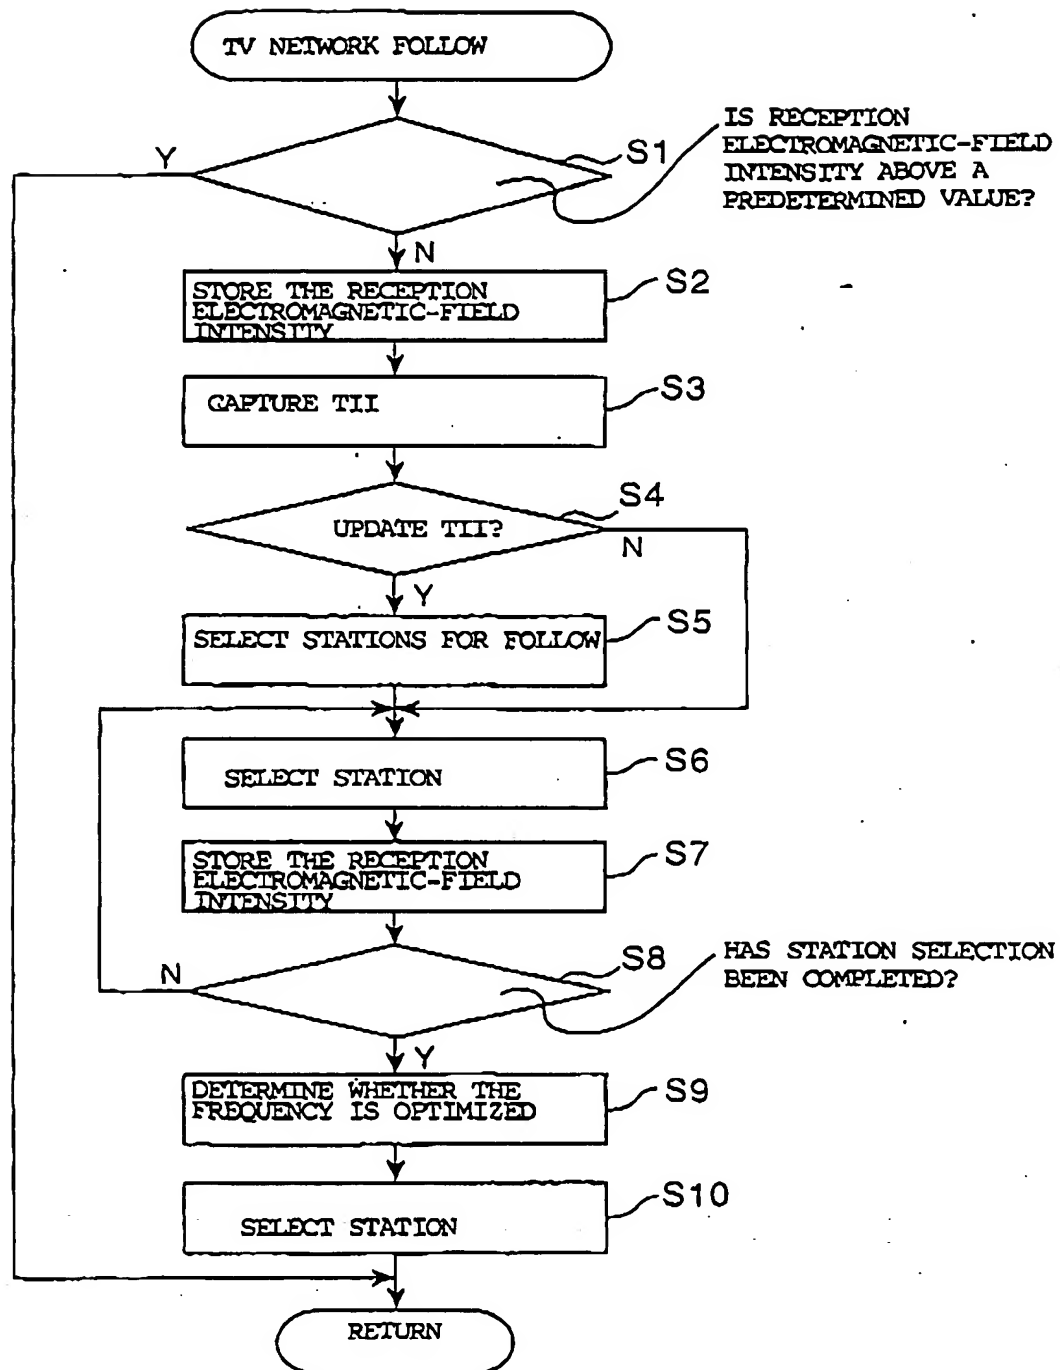 TV NETWORK FOLLOW
IS RECEPTION
ELECTROMAGNETIC-FIELD
INTENSITY ABOVE A
PREDETERMINED VALUE?
Y
S1
N
STORE THE RECEPTION
ELECTROMAGNETIC-FIELD
INTENSITY
S2
CAPTURE TII
S3
UPDATE TII?
S4
N
Y
SELECT STATIONS FOR FOLLOW
S5
SELECT STATION
S6
STORE THE RECEPTION
ELECTROMAGNETIC-FIELD
INTENSITY
S7
N
S8
HAS STATION SELECTION
BEEN COMPLETED?
Y
DETERMINE WHETHER THE
FREQUENCY IS OPTIMIZED
S9
SELECT STATION
S10
RETURN